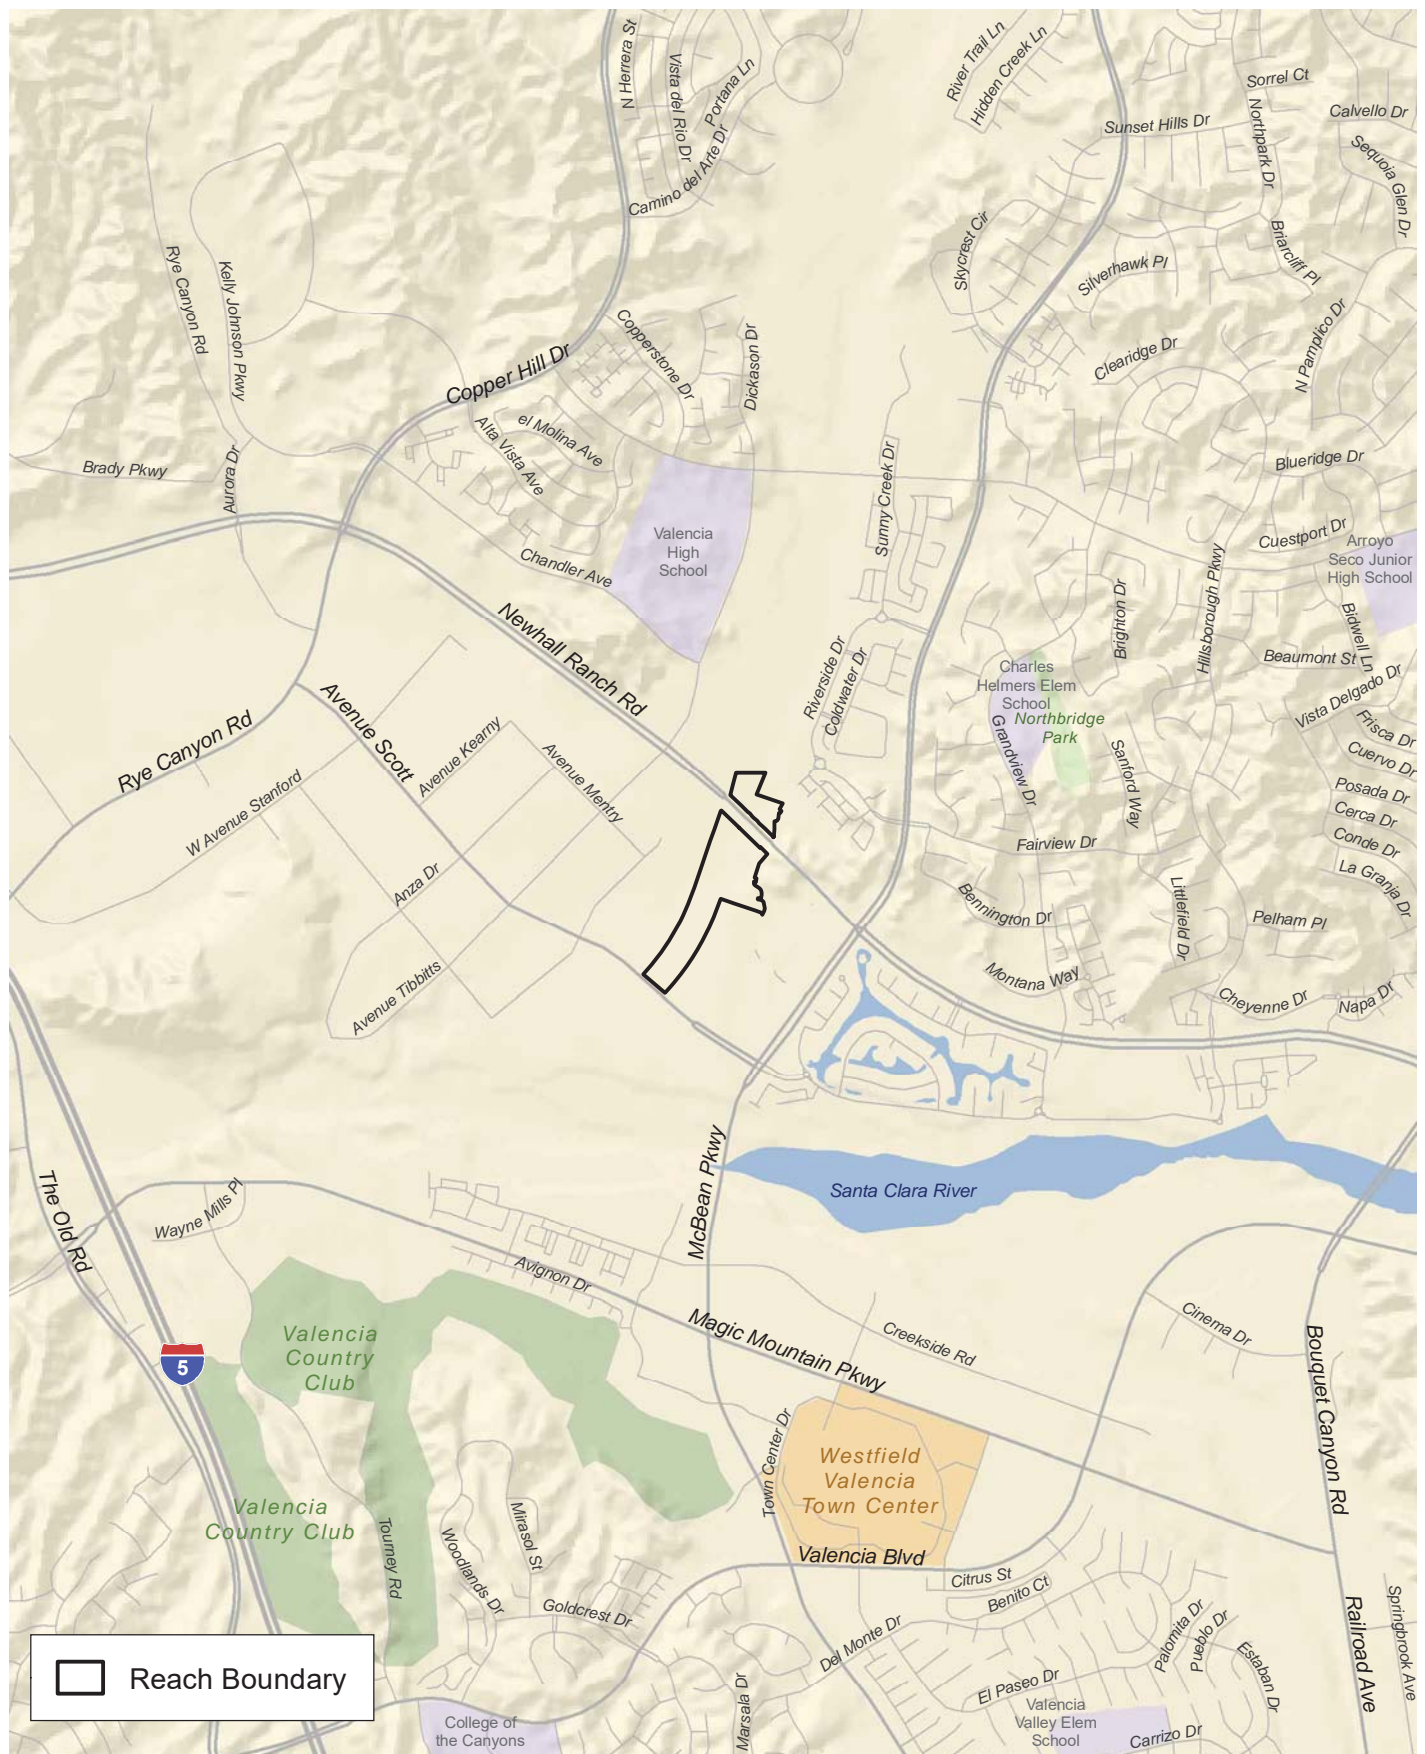 N Herrera St
Vista del Rio Dr
Portana Ln
Camino del Arte Dr
River Trail Ln
Hidden Creek Ln
Sorrel Ct
Calvello Dr
Sunset Hills Dr
Northpark Dr
Sequoia Glen Dr
Skycrest Cir
Silverhawk Pl
Briarcliff Pl
N Pamplico Dr
Clearidge Dr
Rye Canyon Rd
Kelly Johnson Pkwy
Copper Hill Dr
Copperstone Dr
Dickason Dr
el Molina Ave
Alta Vista Ave
Brady Pkwy
Aurora Dr
Sunny Creek Dr
Blueridge Dr
Cuestport Dr
Arroyo
Seco Junior
High School
Valencia
High
School
Chandler Ave
Newhall Ranch Rd
Hillsborough Pkwy
Brighton Dr
Bidwell Ln
Beaumont St
Vista Delgado Dr
Riverside Dr
Coldwater Dr
Charles
Helmers Elem
School
Northbridge
Park
Grandview Dr
Sanford Way
Frisca Dr
Cuervo Dr
Posada Dr
Cerca Dr
Conde Dr
La Granja Dr
Rye Canyon Rd
Avenue Scott
Avenue Kearny
Avenue Mentry
W Avenue Stanford
Anza Dr
Avenue Tibbitts
Fairview Dr
Bennington Dr
Littlefield Dr
Pelham Pl
Montana Way
Cheyenne Dr
Napa Dr
McBean Pkwy
Santa Clara River
The Old Rd
Wayne Mills Pl
Avignon Dr
Magic Mountain Pkwy
Creekside Rd
Cinema Dr
Bouquet Canyon Rd
Valencia
Country
Club
5
Valencia
Country Club
Tourney Rd
Woodlands Dr
Mirasol St
Goldcrest Dr
Town Center Dr
Westfield
Valencia
Town Center
Valencia Blvd
Citrus St
Benito Ct
Del Monte Dr
El Paseo Dr
Palomita Dr
Pueblo Dr
Estaban Dr
Railroad Ave
Springbrook Ave
Marsala Dr
Valencia
Valley Elem
School
Carrizo Dr
College of
the Canyons
Reach Boundary